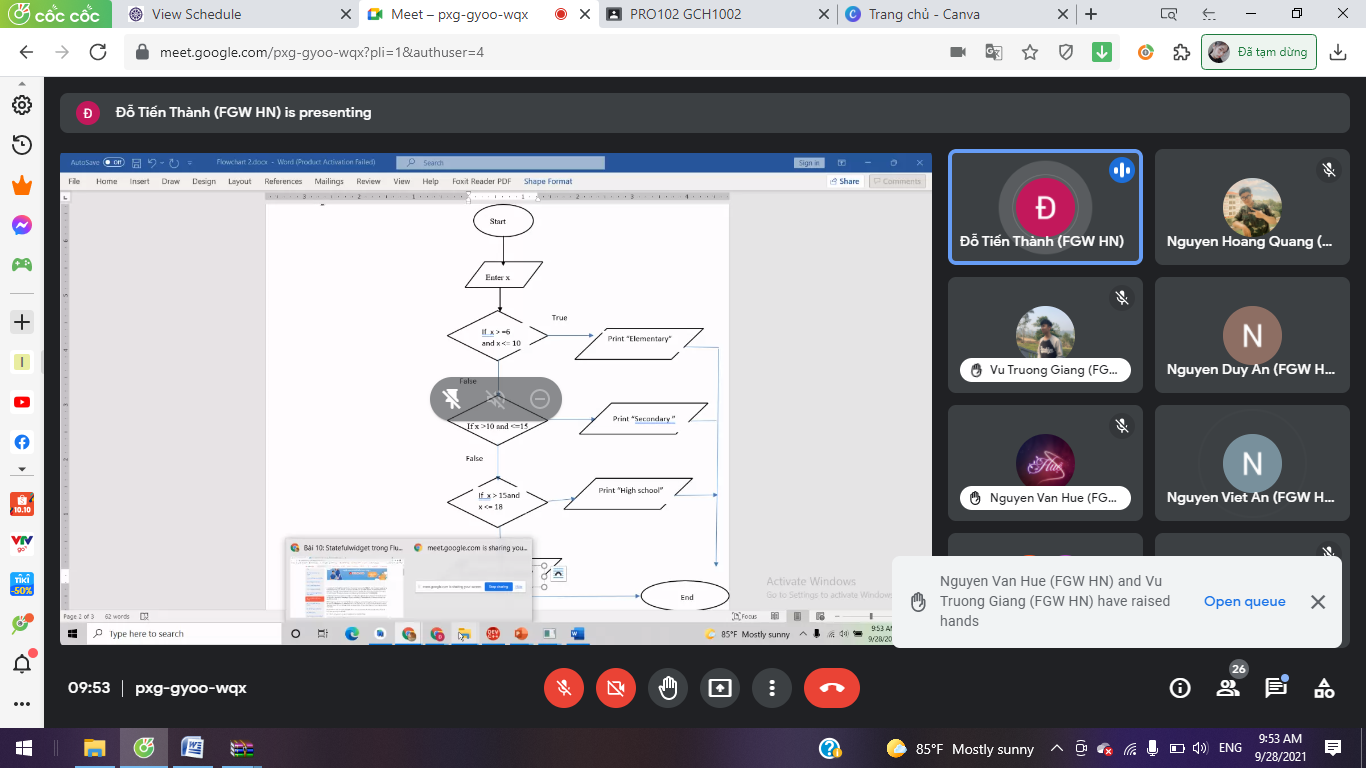 cốc cốc
View Schedule
Meet – pxg-gyoo-wqx
PRO102 GCH1002
Trang chủ - Canva
meet.google.com/pxg-gyoo-wqx?pli=1&authuser=4
Đã tạm dừng
Đ
Đỗ Tiến Thành (FGW HN) is presenting
AutoSave Off
Flowchart 2.docx - Word (Product Activation Failed)
Search
Sign in
File Home Insert Draw Design Layout References Mailings Review View Help Foxit Reader PDF Shape Format
Share
Comments
Start
Enter x
If x > =6
and x <= 10
True
Print "Elementary"
False
If x >10 and <=15
Print "Secondary "
False
If x > 15and
x <= 18
Print "High school"
Bài 10: Statefulwidget trong Flu...
meet.google.com is sharing you...
Stop sharing
Hide
End
Activate Windows
Go to Settings to activate Windows
Page 2 of 3 62 words
Focus
Type here to search
85°F Mostly sunny
9:53 AM
9/28/20
Đ
Đỗ Tiến Thành (FGW HN)
Nguyen Hoang Quang (...
Vu Truong Giang (FG...
N
Nguyen Duy An (FGW H...
Nguyen Van Hue (FG...
N
Nguyen Viet An (FGW H...
Nguyen Van Hue (FGW HN) and Vu
Truong Giang (FGW HN) have raised
hands
Open queue
I
10.10
VTV
go
TIKI
-50%
09:53 | pxg-gyoo-wqx
26
85°F Mostly sunny
ENG
9:53 AM
9/28/2021